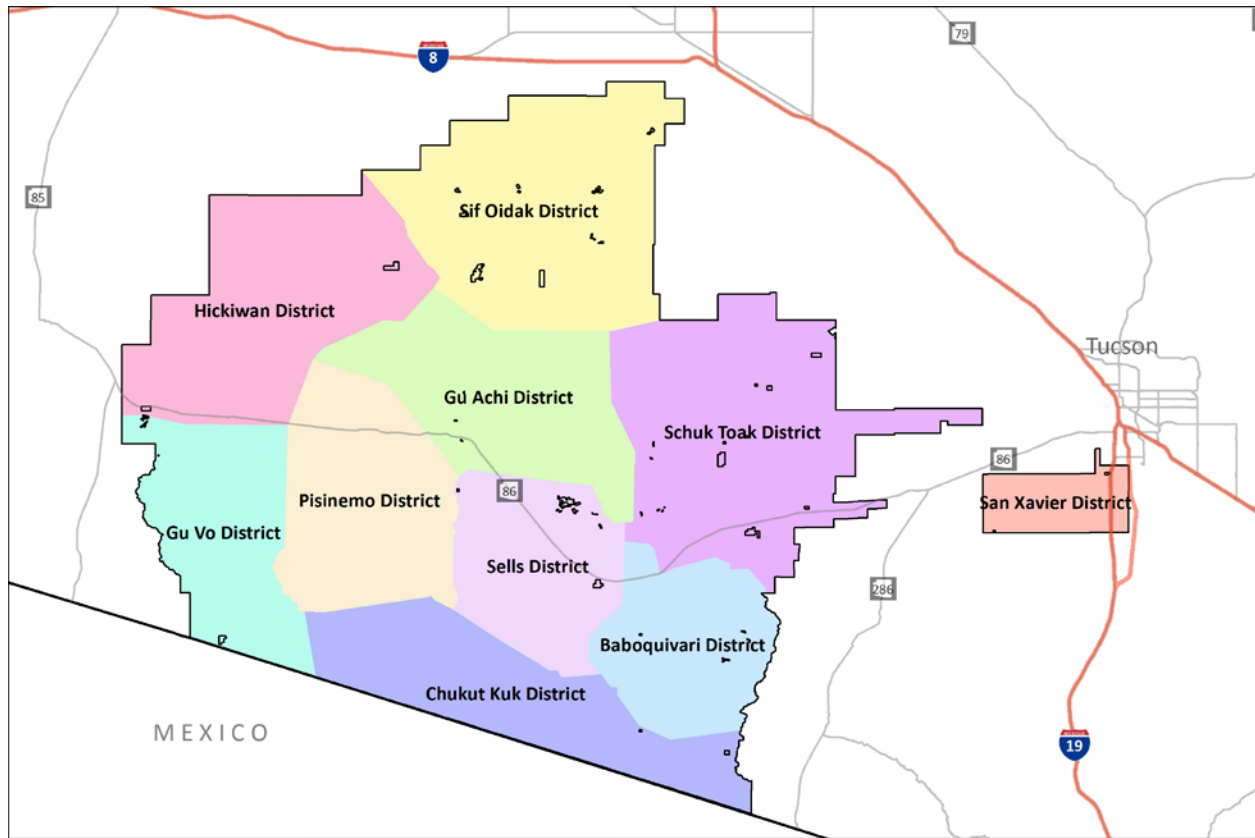 8
79
85
Sif Oidak District
Hickiwan District
Tucson
Gu Achi District
Schuk Toak District
86
86
Pisinemo District
San Xavier District
Gu Vo District
Sells District
286
Baboquivari District
Chukut Kuk District
MEXICO
19